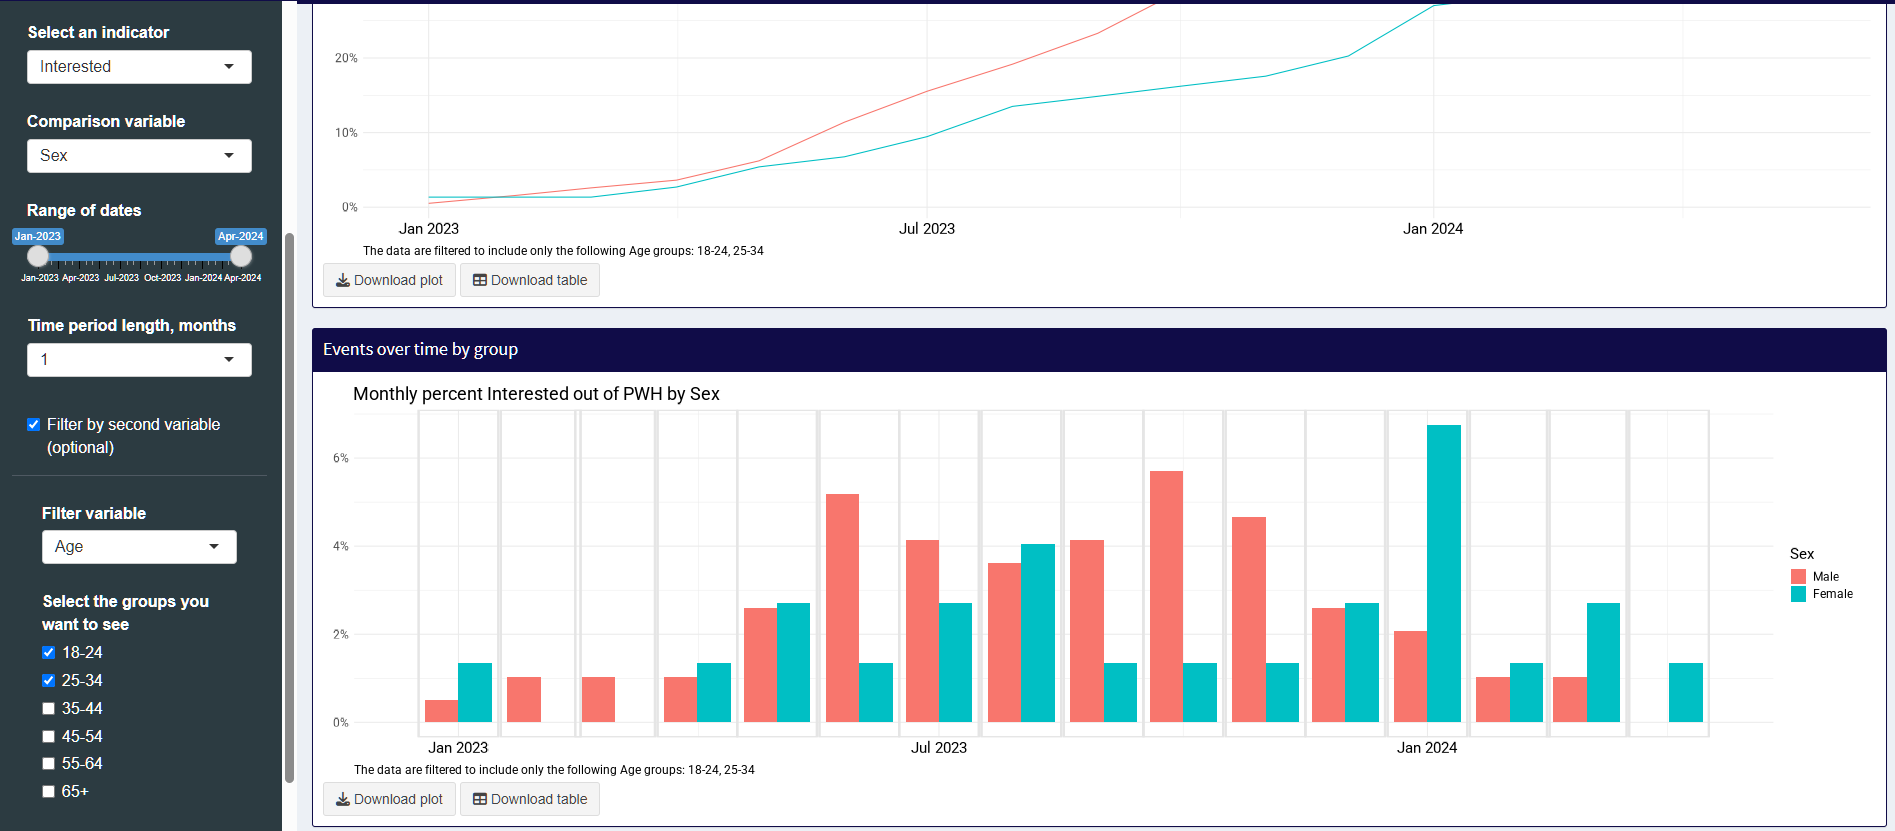 Select an indicator
Interested
Comparison variable
Sex
Range of dates
Jan-2023 Apr-2024
Jan-2023 Apr-2023 Jul-2023 Oct-2023 Jan-2024 Apr-2024
Time period length, months
1
Filter by second variable
(optional)
Filter variable
Age
Select the groups you
want to see
18-24
25-34
35-44
45-54
55-64
65+
20%
10%
0%
Jan 2023 Jul 2023 Jan 2024
The data are filtered to include only the following Age groups: 18-24, 25-34
Download plot Download table
Events over time by group
Monthly percent Interested out of PWH by Sex
6%
4%
2%
0%
Jan 2023 Jul 2023 Jan 2024
Sex
Male
Female
The data are filtered to include only the following Age groups: 18-24, 25-34
Download plot Download table